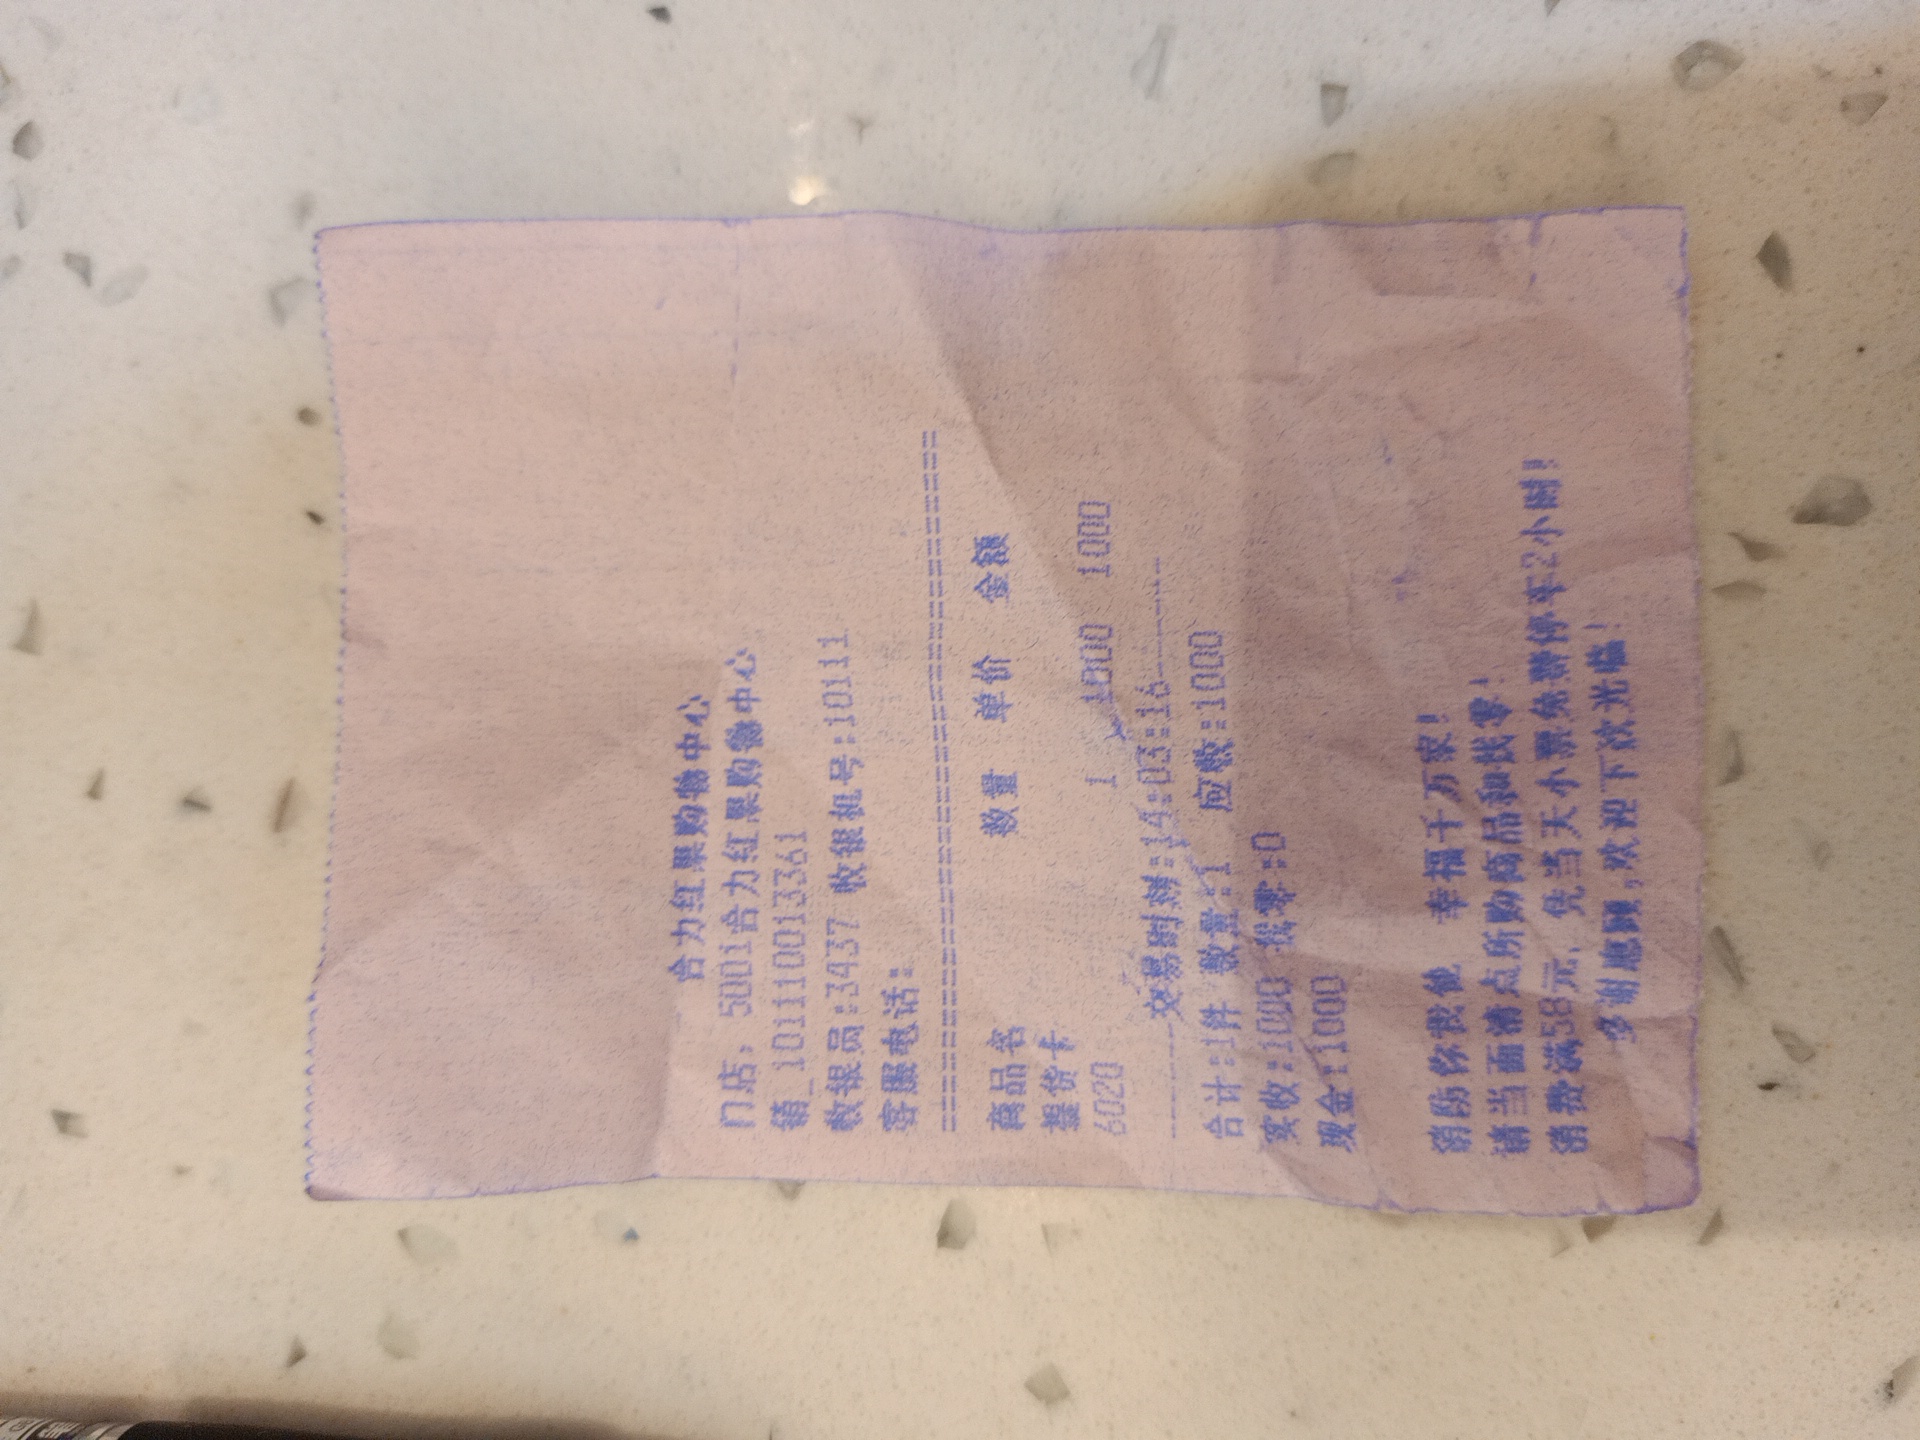 合力红果购物中心
门店: 5001合力红果购物中心
销_101110013361
收银员:3437 收银机号:10111
客服电话:
商品名 数量 单价 金额
提货卡
6020 1 1000 1000
交易时刻:14:03:16
合计:1件 数量:1 应收:1000
实收:1000 找零:0
现金:1000
消防你我他 幸福千万家!
请当面清点所购商品和找零!
消费满58元, 凭当天小票免费停车2小时!
多谢惠顾,欢迎下次光临!